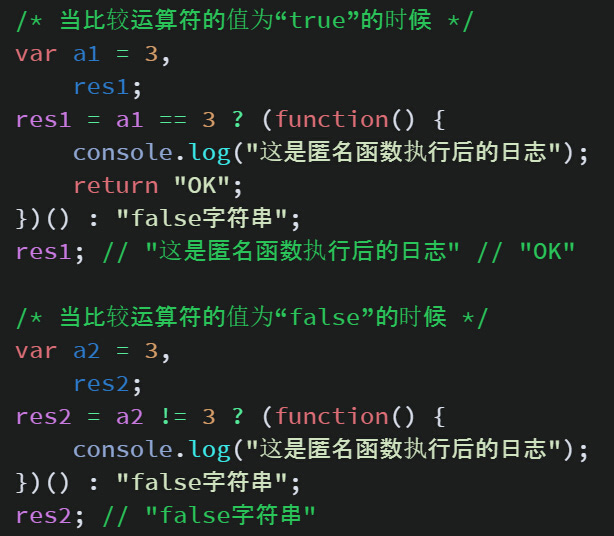 /* 当比较运算符的值为“true”的时候 */
var a1 = 3,
    res1;
res1 = a1 == 3 ? (function() {
    console.log("这是匿名函数执行后的日志");
    return "OK";
})() : "false字符串";
res1; // "这是匿名函数执行后的日志" // "OK"

/* 当比较运算符的值为“false”的时候 */
var a2 = 3,
    res2;
res2 = a2 != 3 ? (function() {
    console.log("这是匿名函数执行后的日志");
})() : "false字符串";
res2; // "false字符串"